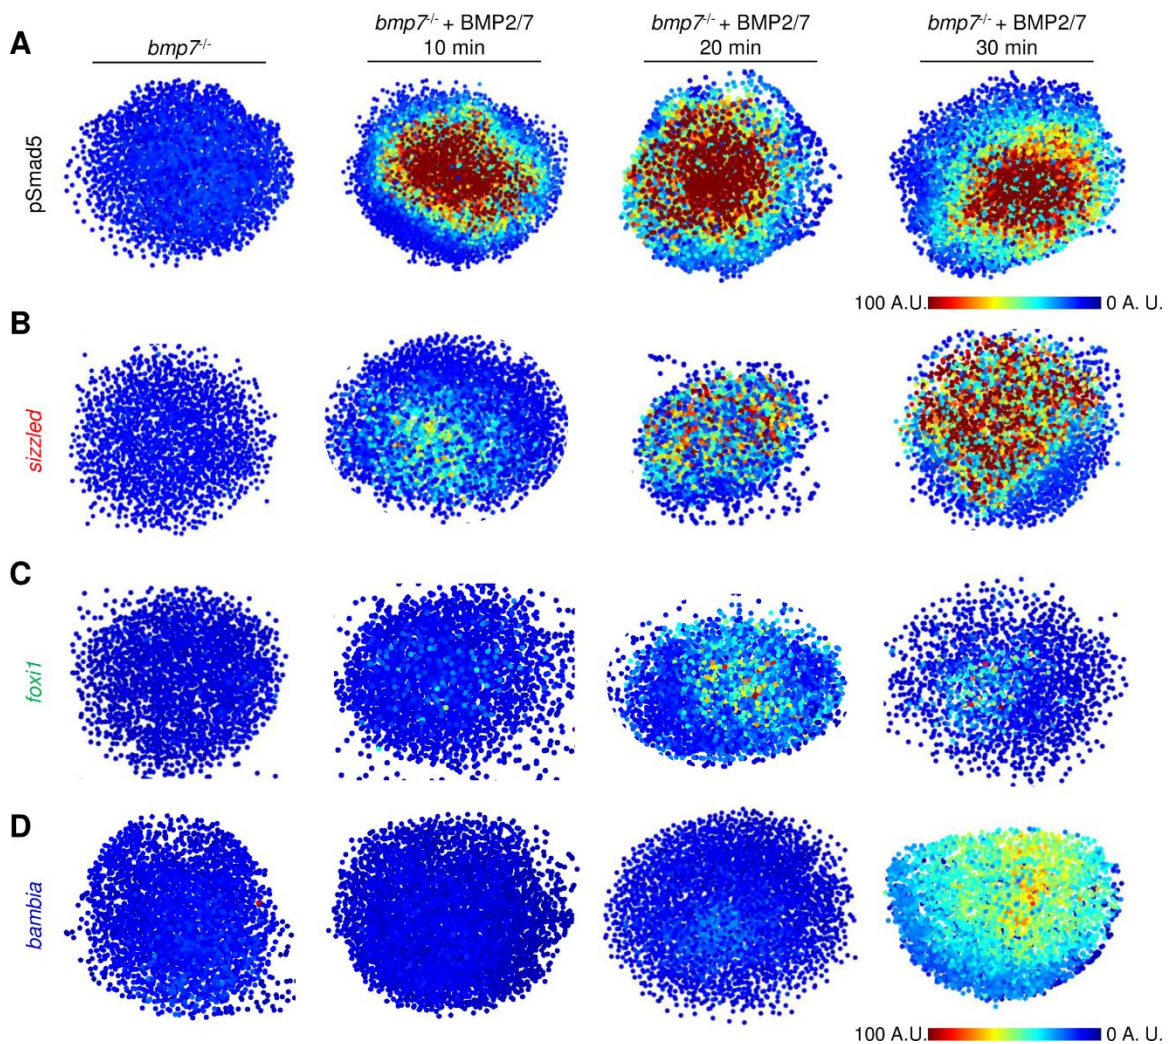 A
bmp7-/-
bmp7-/- + BMP2/7
10 min
bmp7-/- + BMP2/7
20 min
bmp7-/- + BMP2/7
30 min
pSmad5
100 A.U.
0 A. U.
B
sizzled
C
foxi1
D
bambia
100 A.U.
0 A. U.